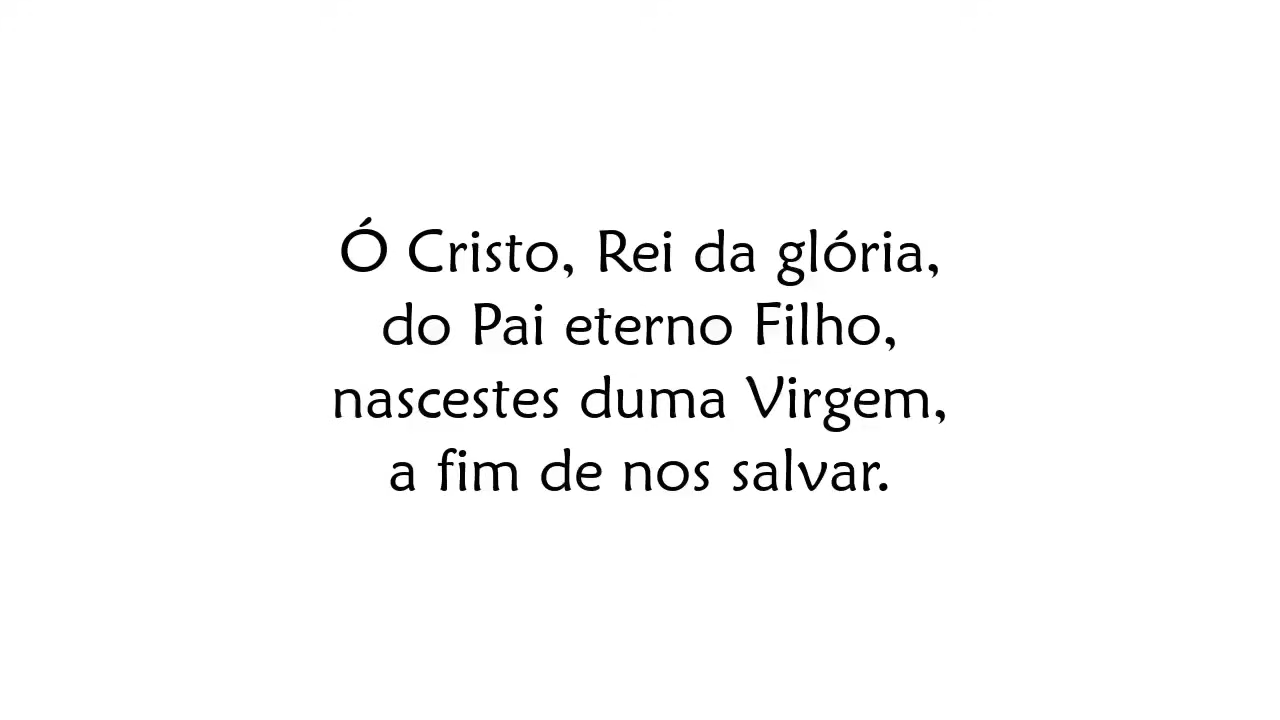 Ó Cristo, Rei da glória,
do Pai eterno Filho,
nascestes duma Virgem,
a fim de nos salvar.